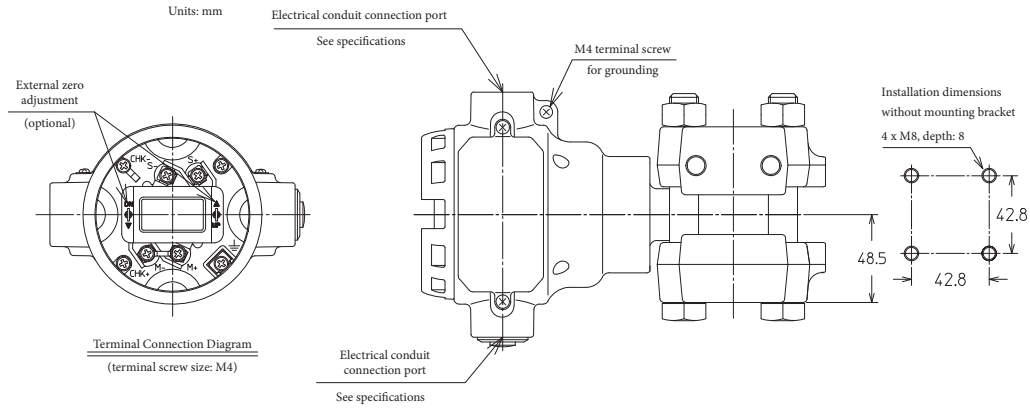 Units: mm
Electrical conduit connection port
See specifications
M4 terminal screw
for grounding
External zero
adjustment
(optional)
Installation dimensions
without mounting bracket
4 x M8, depth: 8
CHK-
S-
S+
DN
UP
CHK+
M-
M+
42.8
48.5
42.8
Terminal Connection Diagram
(terminal screw size: M4)
Electrical conduit
connection port
See specifications